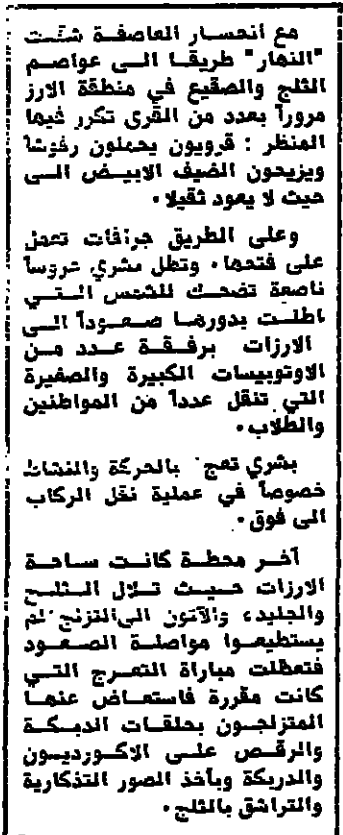 مع انحسار العاصفة شقت
"النهار" طريقا الى عواصم
الثلج والصقيع في منطقة الارز
مروراً بعدد من القرى تكرر فيها
المنظر : قرويون يحملون رفوشاً
ويزيحون الضيف الابيض الى
حيث لا يعود ثقيلا .
وعلى الطريق جرافات تعمل
على فتحها . وتطل بشري عروساً
ناصعة تضحك للشمس التي
اطلت بدورها صعوداً الى
الارزات برفقة عدد من
الاوتوبيسات الكبيرة والصغيرة
التي تنقل عدداً من المواطنين
والطلاب .
بشري تعج بالحركة والنشاط
خصوصاً في عملية نقل الركاب
الى فوق .
آخر محطة كانت ساحة
الارزات حيث تلال الثلج
والجليد، والآتون الى التزلج لم
يستطيعوا مواصلة الصعود
فتعطلت مباراة التعرج التي
كانت مقررة فاستعاض عنها
المتزلجون بحلقات الدبكة
والرقص على الاكورديون
والدربكة وبأخذ الصور التذكارية
والتراشق بالثلج .